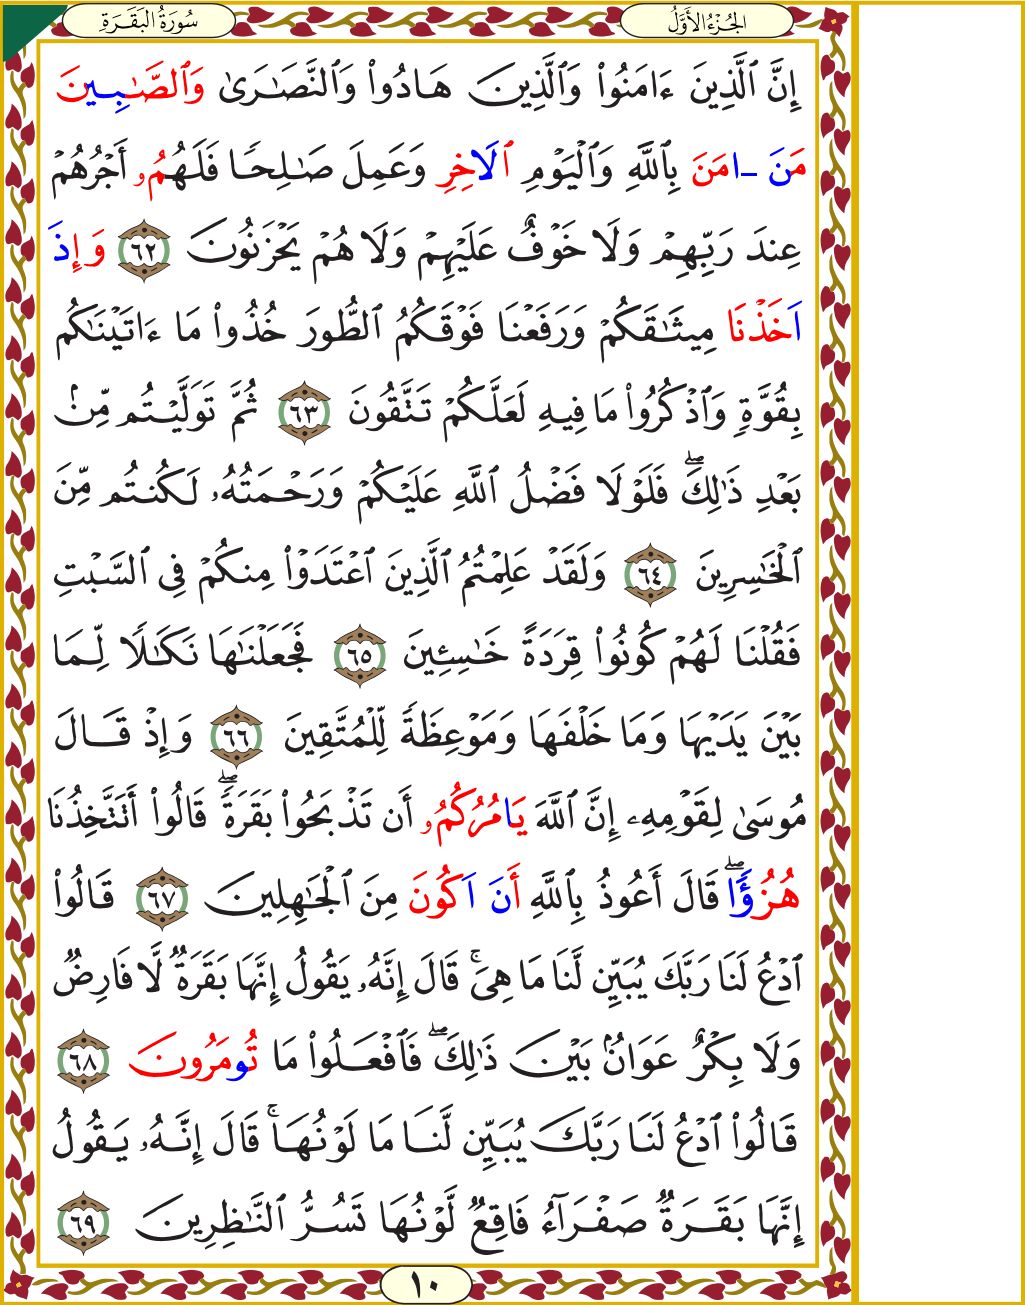 الجُزْءُ الأَوَّلُ
سُورَةُ البَقَرَةِ
إِنَّ ٱلَّذِينَ ءَامَنُوا۟ وَٱلَّذِينَ هَادُوا۟ وَٱلنَّصَٰرَىٰ وَٱلصَّٰبِينَ
مَنَ ـ امَنَ بِٱللَّهِ وَٱلْيَوْمِ ٱلَاخِرِ وَعَمِلَ صَٰلِحًا فَلَهُمُۥ أَجْرُهُمْ
عِندَ رَبِّهِمْ وَلَا خَوْفٌ عَلَيْهِمْ وَلَا هُمْ يَحْزَنُونَ ٦٢ وَإِذَ
اَخَذْنَا مِيثَٰقَكُمْ وَرَفَعْنَا فَوْقَكُمُ ٱلطُّورَ خُذُوا۟ مَا ءَاتَيْنَٰكُم
بِقُوَّةٍ وَٱذْكُرُوا۟ مَا فِيهِ لَعَلَّكُمْ تَتَّقُونَ ٦٣ ثُمَّ تَوَلَّيْتُم مِّنۢ
بَعْدِ ذَٰلِكَ ۖ فَلَوْلَا فَضْلُ ٱللَّهِ عَلَيْكُمْ وَرَحْمَتُهُۥ لَكُنتُم مِّنَ
ٱلْخَٰسِرِينَ ٦٤ وَلَقَدْ عَلِمْتُمُ ٱلَّذِينَ ٱعْتَدَوْا۟ مِنكُمْ فِى ٱلسَّبْتِ
فَقُلْنَا لَهُمْ كُونُوا۟ قِرَدَةً خَٰسِـِٔينَ ٦٥ فَجَعَلْنَٰهَا نَكَٰلًا لِّمَا
بَيْنَ يَدَيْهَا وَمَا خَلْفَهَا وَمَوْعِظَةً لِّلْمُتَّقِينَ ٦٦ وَإِذْ قَالَ
مُوسَىٰ لِقَوْمِهِۦ إِنَّ ٱللَّهَ يَامُرُكُمُۥ أَن تَذْبَحُوا۟ بَقَرَةً ۖ قَالُوا۟ أَتَتَّخِذُنَا
هُزُؤًا ۖ قَالَ أَعُوذُ بِٱللَّهِ أَنَ اَكُونَ مِنَ ٱلْجَٰهِلِينَ ٦٧ قَالُوا۟
ٱدْعُ لَنَا رَبَّكَ يُبَيِّن لَّنَا مَا هِىَ ۚ قَالَ إِنَّهُۥ يَقُولُ إِنَّهَا بَقَرَةٌ لَّا فَارِضٌ
وَلَا بِكْرٌ عَوَانٌۢ بَيْنَ ذَٰلِكَ ۖ فَٱفْعَلُوا۟ مَا تُومَرُونَ ٦٨
قَالُوا۟ ٱدْعُ لَنَا رَبَّكَ يُبَيِّن لَّنَا مَا لَوْنُهَا ۚ قَالَ إِنَّهُۥ يَقُولُ
إِنَّهَا بَقَرَةٌ صَفْرَآءُ فَاقِعٌ لَّوْنُهَا تَسُرُّ ٱلنَّٰظِرِينَ ٦٩
١٠